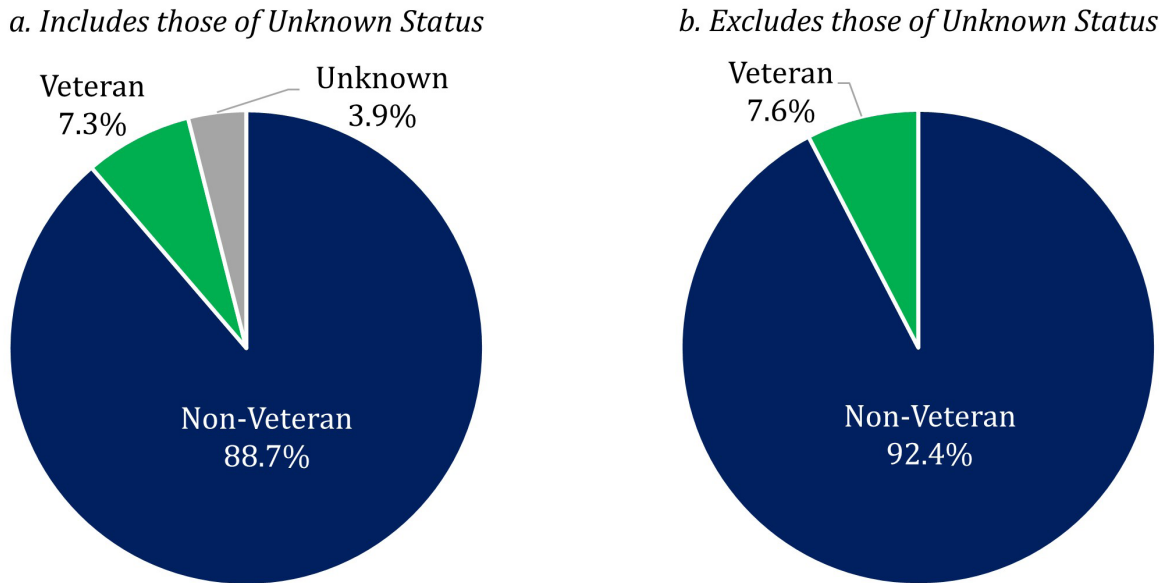 a. Includes those of Unknown Status
Veteran
7.3%
Unknown
3.9%
Non-Veteran
88.7%
b. Excludes those of Unknown Status
Veteran
7.6%
Non-Veteran
92.4%